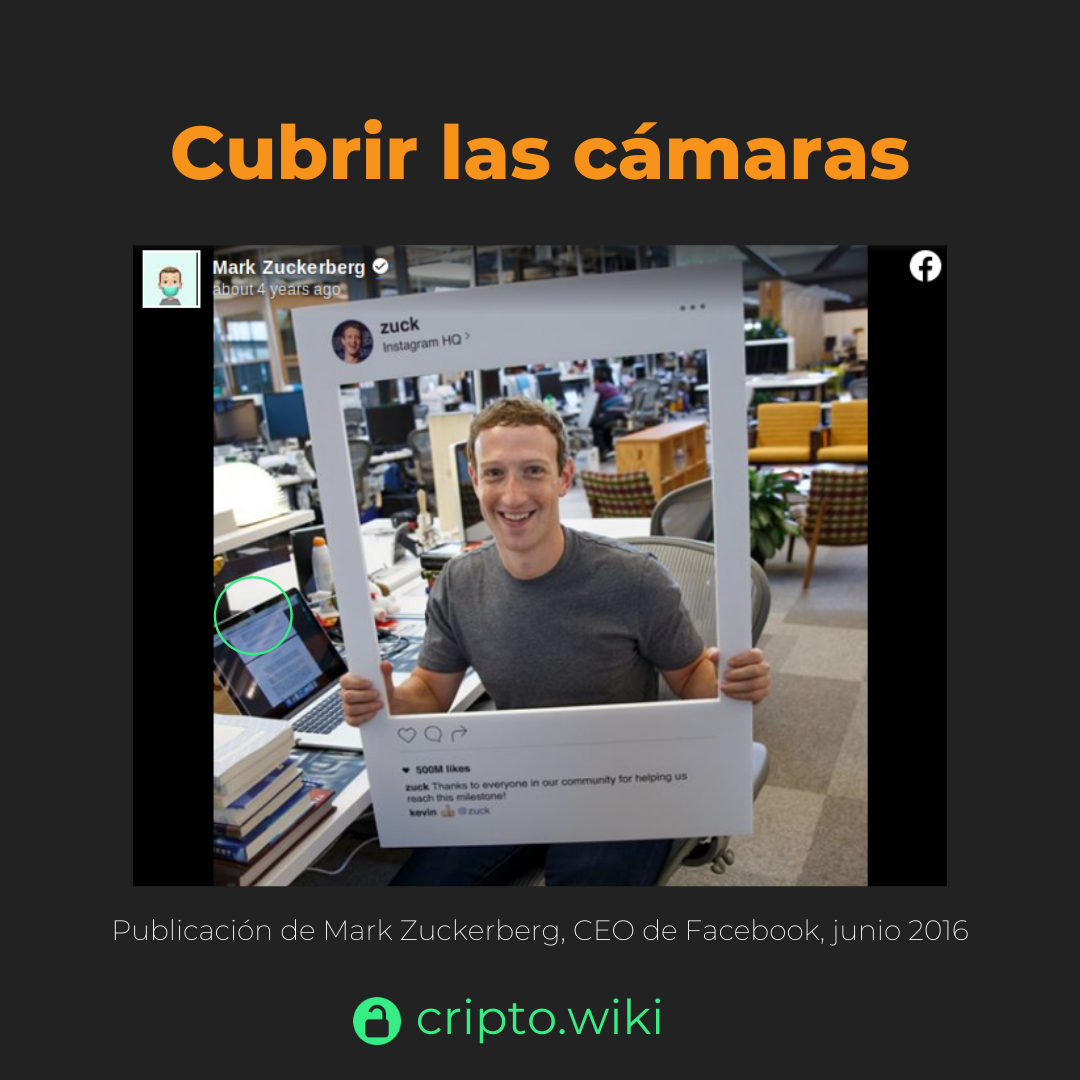 Cubrir las cámaras
Mark Zuckerberg
about 4 years ago
zuck
Instagram HQ >
500M likes
zuck Thanks to everyone in our community for helping us
reach this milestone!
kevin 👍🏼 @zuck
Publicación de Mark Zuckerberg, CEO de Facebook, junio 2016
cripto.wiki